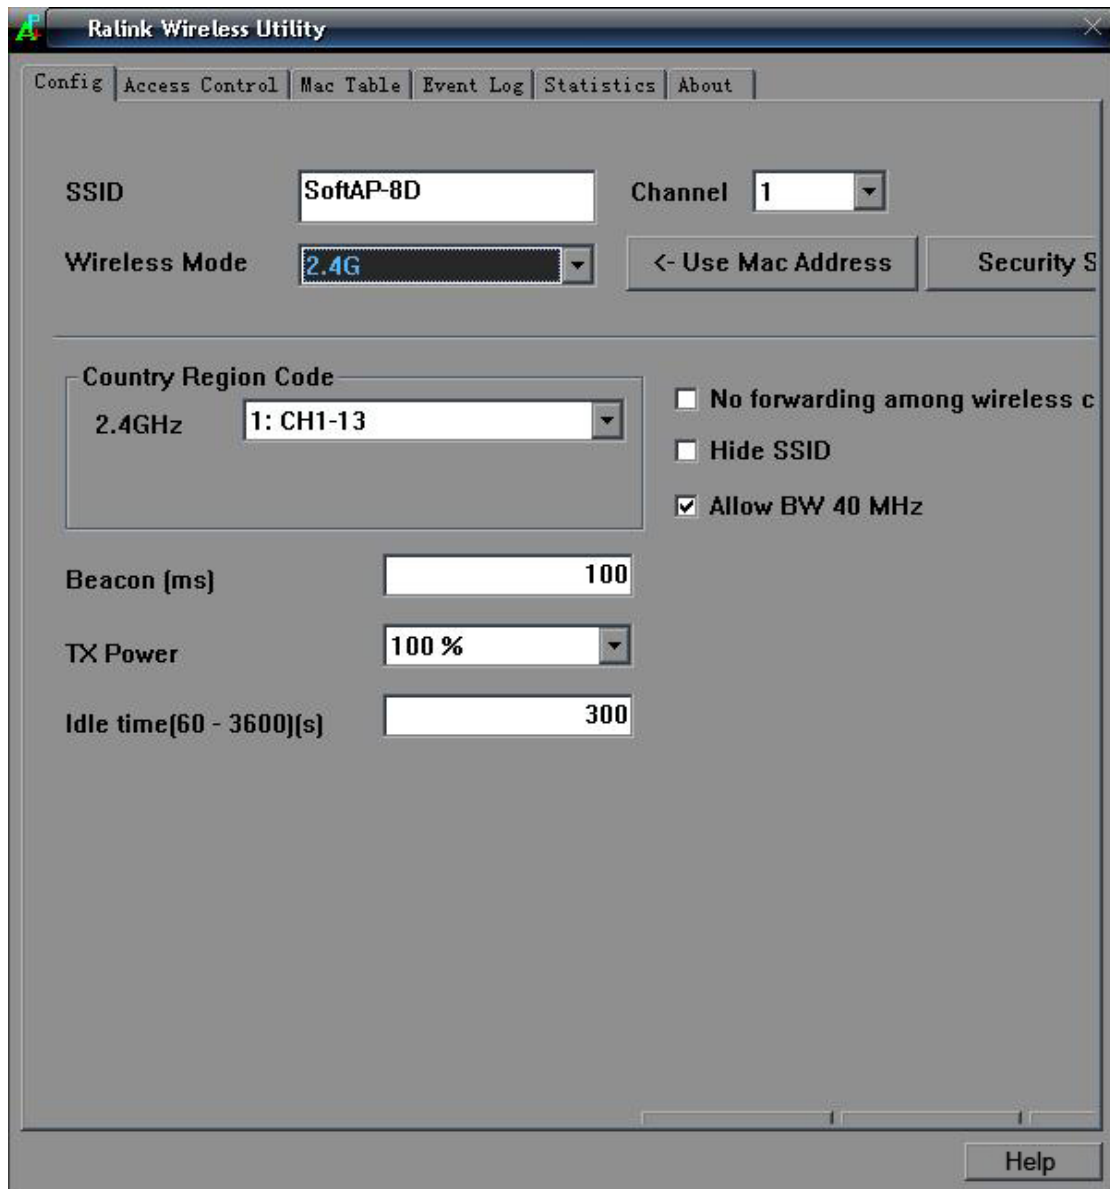 Ralink Wireless Utility
Config Access Control Mac Table Event Log Statistics About
SSID SoftAP-8D Channel 1
Wireless Mode 2.4G <- Use Mac Address Security S
Country Region Code
2.4GHz 1: CH1-13
No forwarding among wireless c
Hide SSID
Allow BW 40 MHz
Beacon (ms) 100
TX Power 100 %
Idle time(60 - 3600)(s) 300
Help